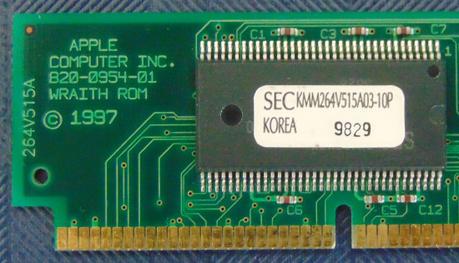 C1
C3
C7
APPLE
COMPUTER INC.
820-0954-01
WRAITH ROM
© 1997
264V515A
1
SEC KMM264V515A03-10P
KOREA 9829
S
C6
C5
C12